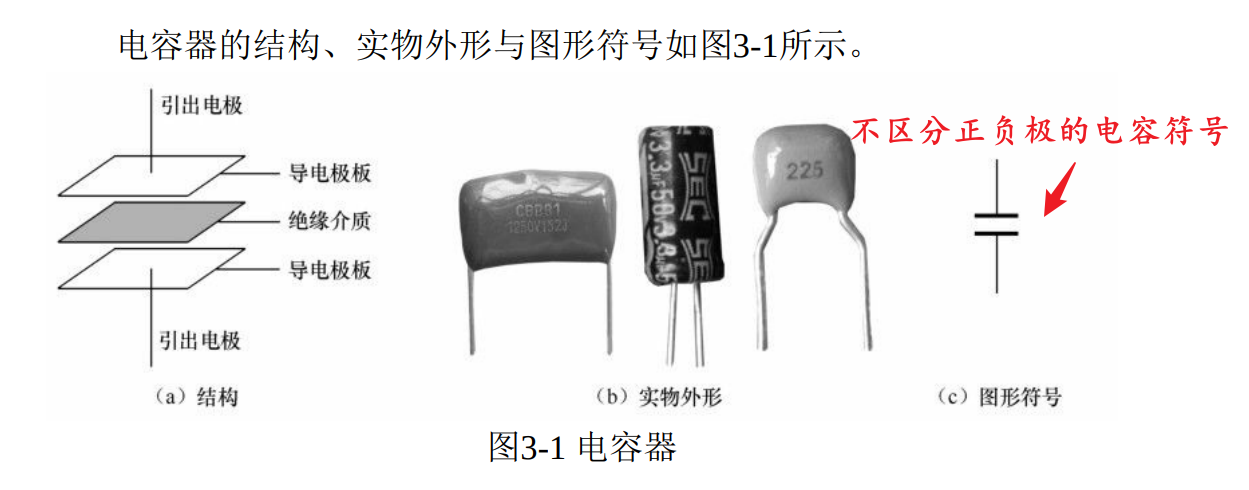 电容器的结构、实物外形与图形符号如图3-1所示。
引出电极
导电极板
绝缘介质
导电极板
引出电极
(a)结构
CBB81
1250V152J
3.3μF50V3.3μF
SEC
225
(b)实物外形
不区分正负极的电容符号
(c)图形符号
图3-1 电容器